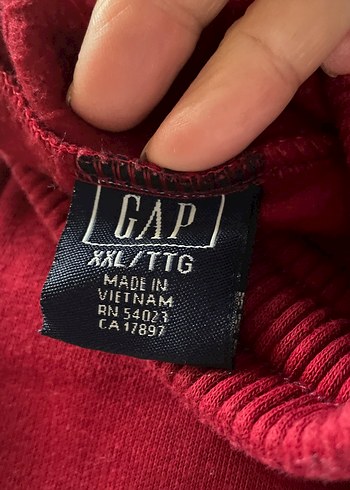 GAP
XXL/TTG
MADE IN
VIETNAM
RN 54023
CA 17897